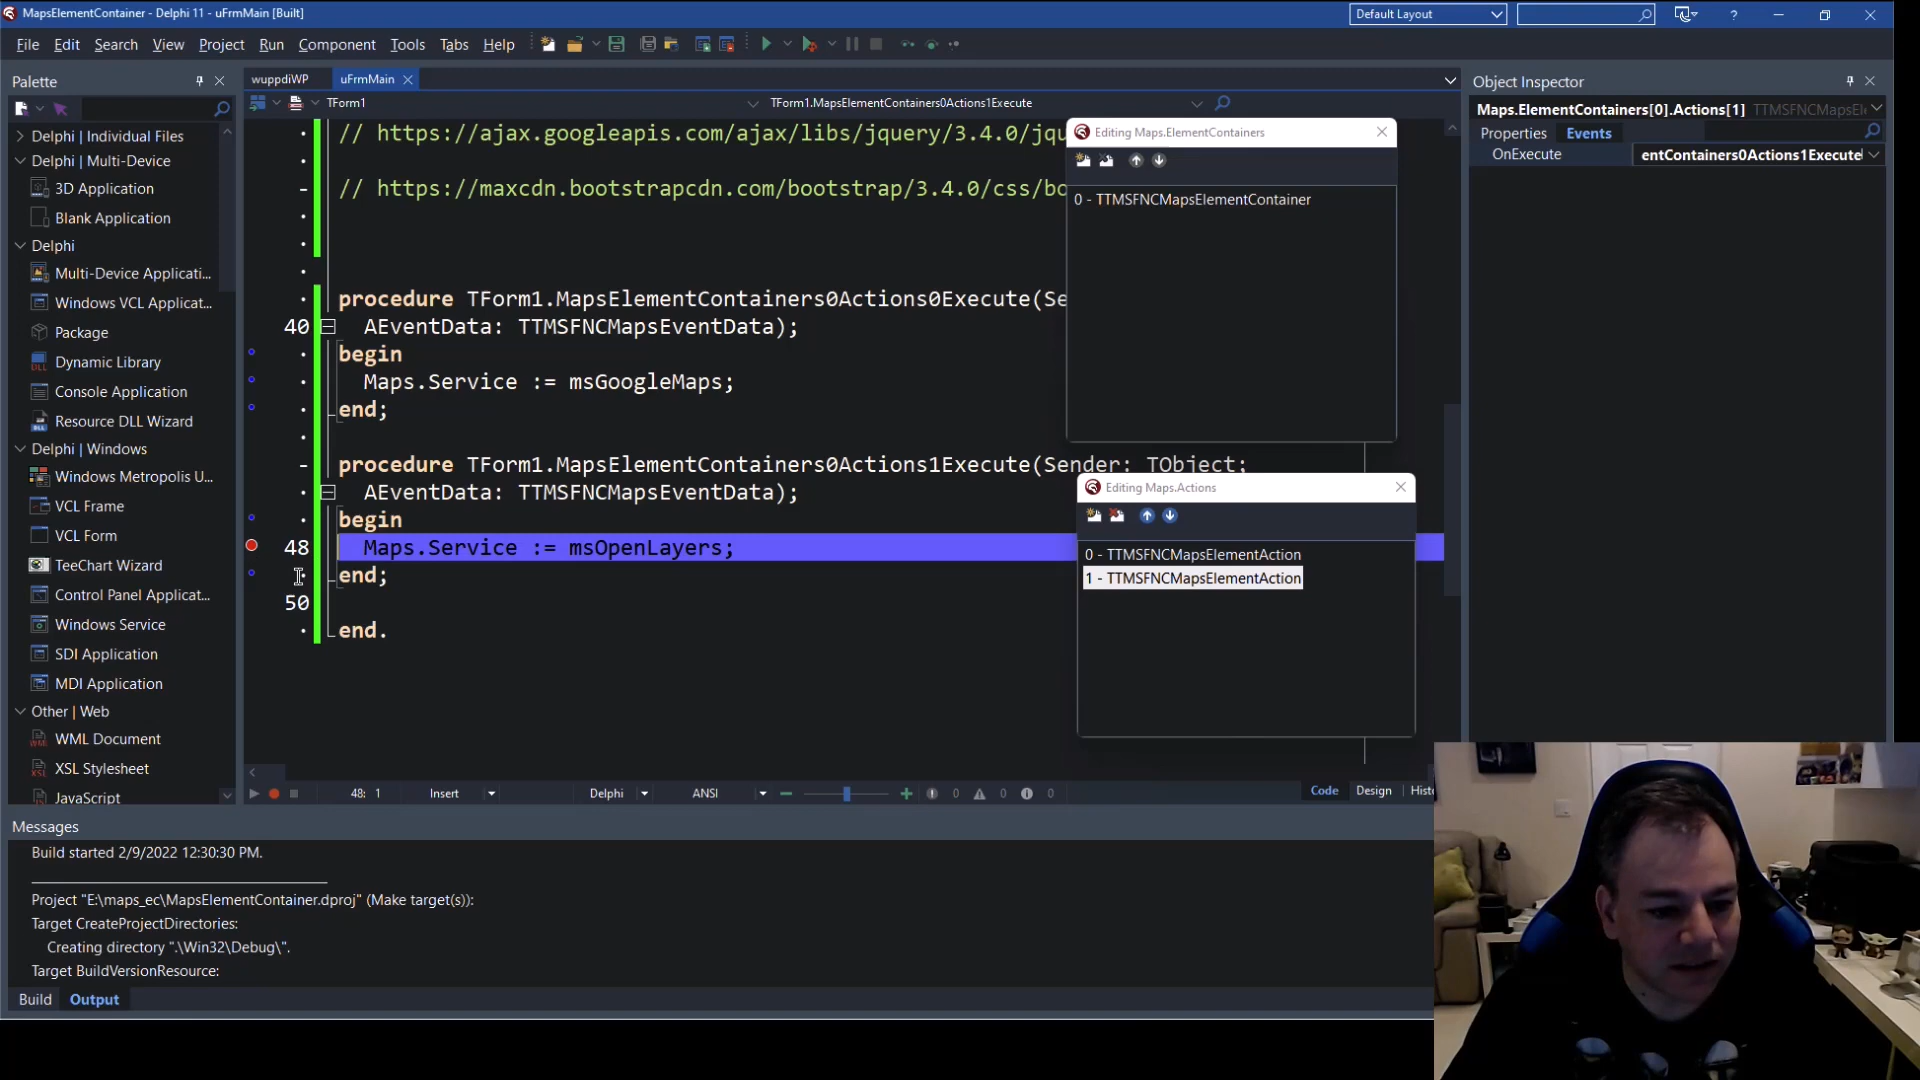 MapsElementContainer - Delphi 11 - uFrmMain [Built]
Default Layout
?
File Edit Search View Project Run Component Tools Tabs Help
Palette
wuppdiWP
uFrmMain
Object Inspector
TForm1
TForm1.MapsElementContainers0Actions1Execute
Maps.ElementContainers[0].Actions[1] TTMSFNCMapsEl
Properties Events
OnExecute entContainers0Actions1Execute
Delphi | Individual Files
Delphi | Multi-Device
3D Application
Blank Application
Delphi
Multi-Device Applicati...
Windows VCL Applicat...
Package
Dynamic Library
Console Application
Resource DLL Wizard
Delphi | Windows
Windows Metropolis U...
VCL Frame
VCL Form
TeeChart Wizard
Control Panel Applicat...
Windows Service
SDI Application
MDI Application
Other | Web
WML Document
XSL Stylesheet
JavaScript
// https://ajax.googleapis.com/ajax/libs/jquery/3.4.0/jqu
// https://maxcdn.bootstrapcdn.com/bootstrap/3.4.0/css/bo
procedure TForm1.MapsElementContainers0Actions0Execute(Se
40 AEventData: TTMSFNCMapsEventData);
begin
Maps.Service := msGoogleMaps;
end;
procedure TForm1.MapsElementContainers0Actions1Execute(Sender: TObject;
AEventData: TTMSFNCMapsEventData);
begin
48 Maps.Service := msOpenLayers;
end;
50
end.
Editing Maps.ElementContainers
0 - TTMSFNCMapsElementContainer
Editing Maps.Actions
0 - TTMSFNCMapsElementAction
1 - TTMSFNCMapsElementAction
48: 1 Insert Delphi ANSI 0 0 0 Code Design Histo
Messages
Build started 2/9/2022 12:30:30 PM.
Project "E:\maps_ec\MapsElementContainer.dproj" (Make target(s)):
Target CreateProjectDirectories:
Creating directory ".\Win32\Debug\".
Target BuildVersionResource:
Build Output